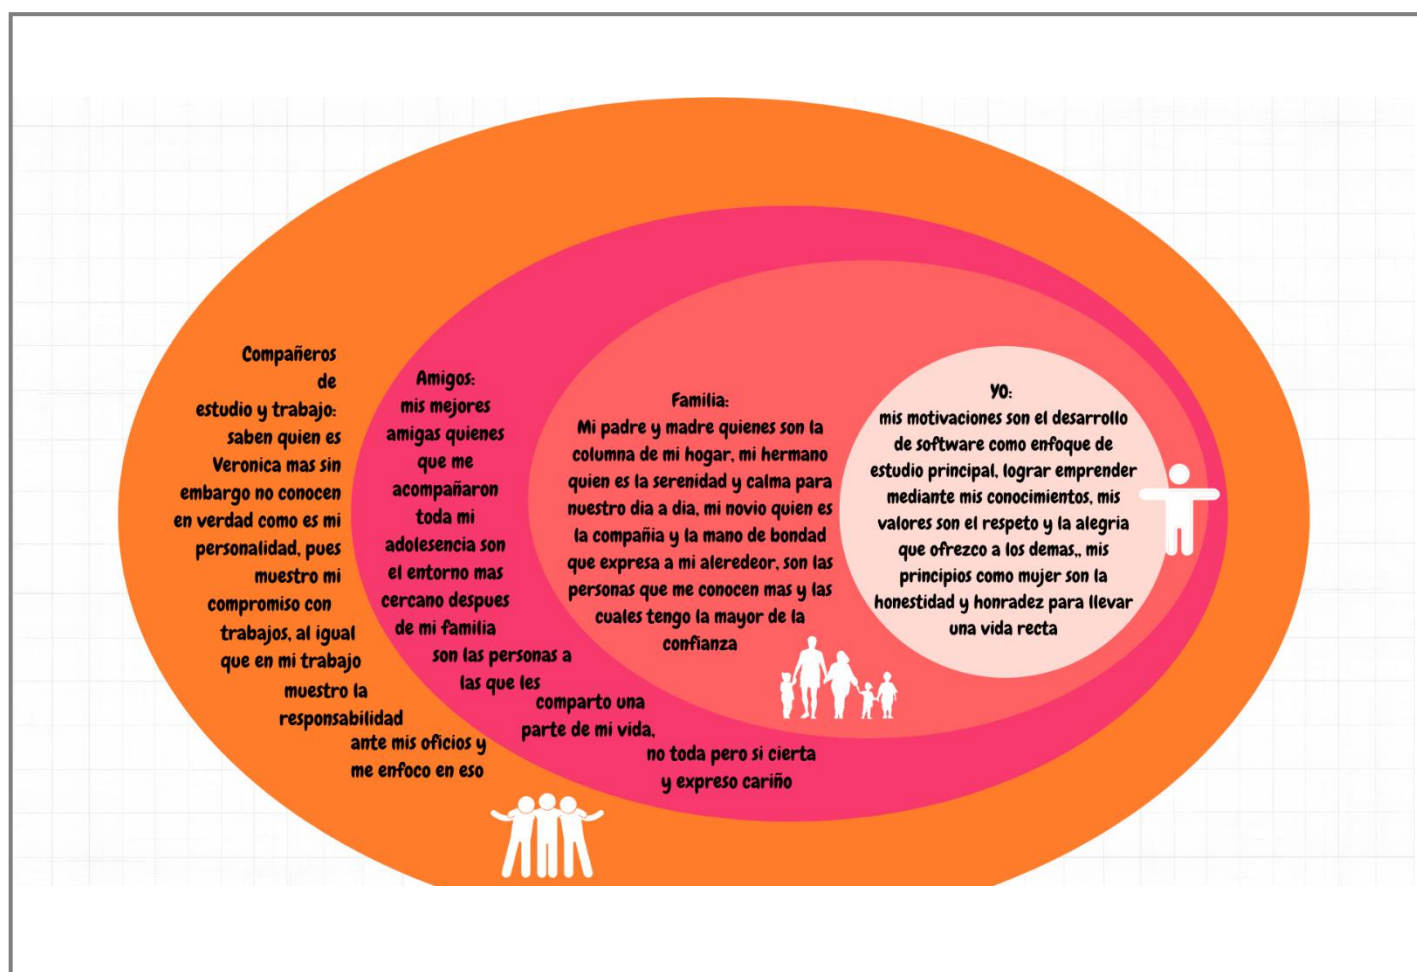 Compañeros
de
estudio y trabajo:
saben quien es
Veronica mas sin
embargo no conocen
en verdad como es mi
personalidad, pues
muestro mi
compromiso con
trabajos, al igual
que en mi trabajo
muestro la
responsabilidad
ante mis oficios y
me enfoco en eso
Amigos:
mis mejores
amigas quienes
que me
acompañaron
toda mi
adolesencia son
el entorno mas
cercano despues
de mi familia
son las personas a
las que les
comparto una
parte de mi vida,
no toda pero si cierta
y expreso cariño
Familia:
Mi padre y madre quienes son la
columna de mi hogar, mi hermano
quien es la serenidad y calma para
nuestro dia a dia, mi novio quien es
la compañia y la mano de bondad
que expresa a mi aleredeor, son las
personas que me conocen mas y las
cuales tengo la mayor de la
confianza
YO:
mis motivaciones son el desarrollo
de software como enfoque de
estudio principal, lograr emprender
mediante mis conocimientos, mis
valores son el respeto y la alegria
que ofrezco a los demas,, mis
principios como mujer son la
honestidad y honradez para llevar
una vida recta